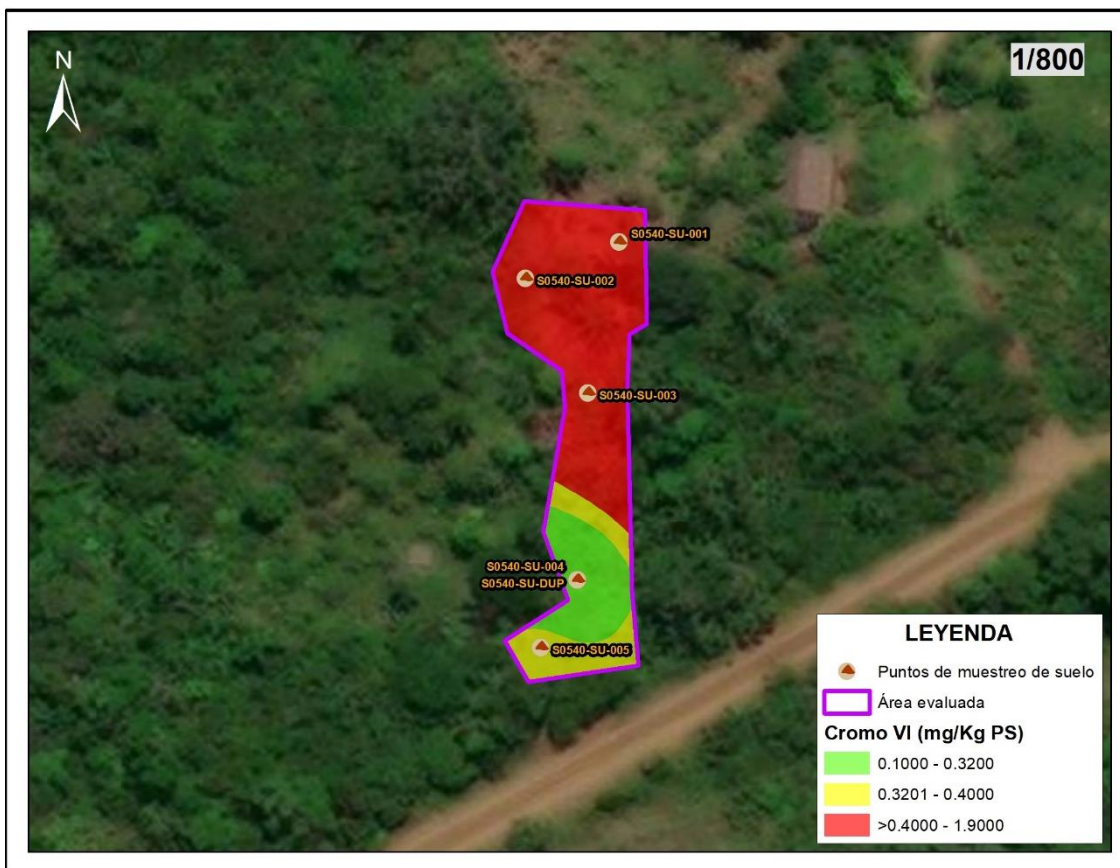 N
1/800
S0540-SU-001
S0540-SU-002
S0540-SU-003
S0540-SU-004
S0540-SU-DUP
S0540-SU-005
LEYENDA
Puntos de muestreo de suelo
Área evaluada
Cromo VI (mg/Kg PS)
0.1000 - 0.3200
0.3201 - 0.4000
>0.4000 - 1.9000